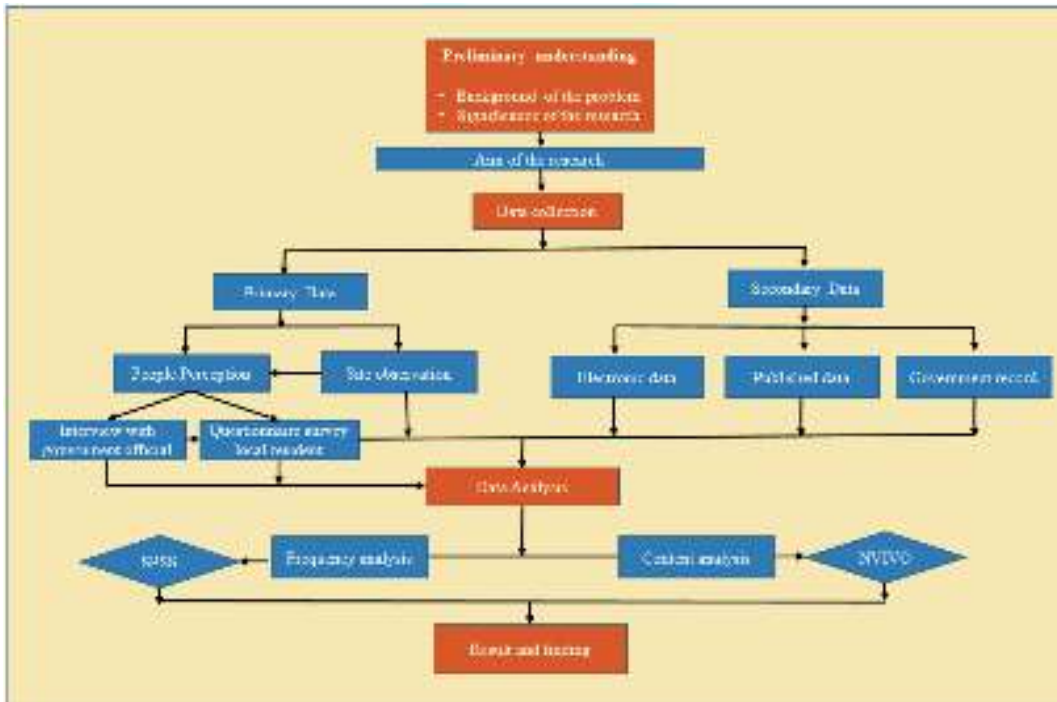 Preliminary understanding
• Background of the problem
• Significance of the research
Aim of the research
Data collection
Primary Data
Secondary Data
People Perception
Site observation
Electronic data
Published data
Government record
Interview with
government official
Questionnaire survey
local resident
Data Analysis
SPSS
Frequency analysis
Content analysis
NVIVO
Result and finding